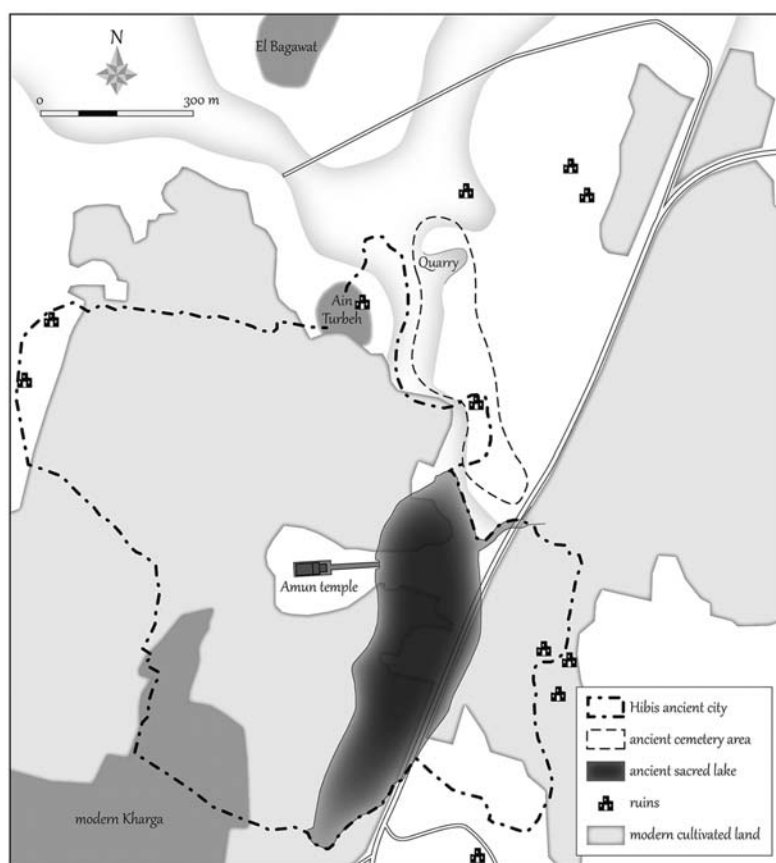 El Bagawat
N
0 300 m
Quarry
Ain
Turbeh
Amun temple
modern Kharga
Hibis ancient city
ancient cemetery area
ancient sacred lake
ruins
modern cultivated land